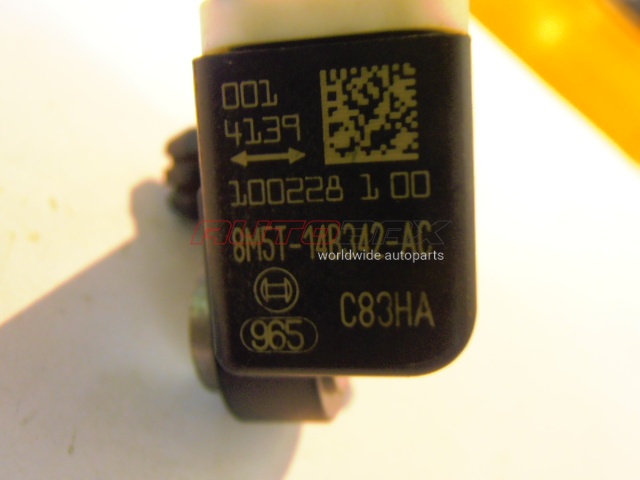 001
4139
100228 1 00
8M5T-14B342-AC
worldwide autoparts
C83HA
965